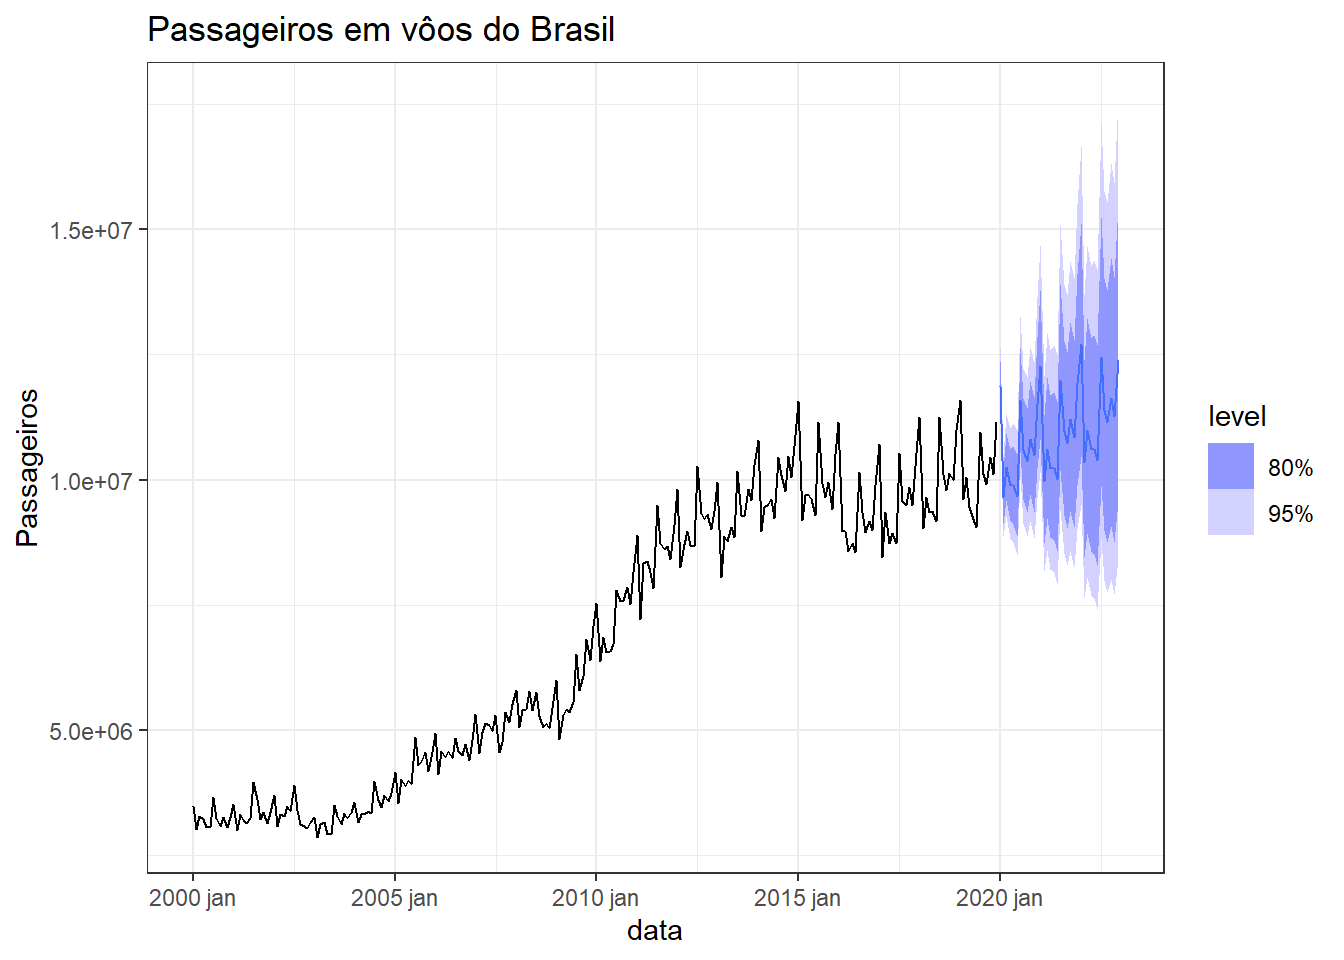 Passageiros em vôos do Brasil
1.5e+07
1.0e+07
5.0e+06
Passageiros
2000 jan
2005 jan
2010 jan
2015 jan
2020 jan
data
level
80%
95%